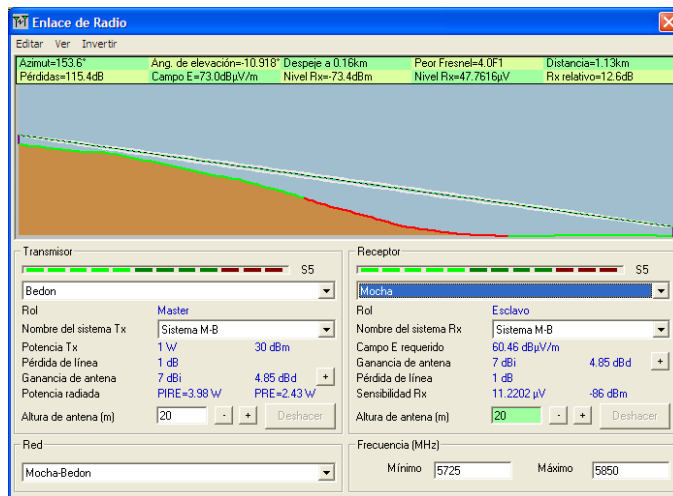 Enlace de Radio
Editar Ver Invertir
Azimut=153.6° Áng. de elevación=-10.918° Despeje a 0.16km Peor Fresnel=4.0F1 Distancia=1.13km
Pérdidas=115.4dB Campo E=73.0dBµV/m Nivel Rx=-73.4dBm Nivel Rx=47.7616µV Rx relativo=12.6dB
Transmisor
S5
Bedon
Rol Master
Nombre del sistema Tx Sistema M-B
Potencia Tx 1 W 30 dBm
Pérdida de línea 1 dB
Ganancia de antena 7 dBi 4.85 dBd +
Potencia radiada PIRE=3.98 W PRE=2.43 W
Altura de antena (m) 20 - + Deshacer
Red
Mocha-Bedon
Receptor
S5
Mocha
Rol Esclavo
Nombre del sistema Rx Sistema M-B
Campo E requerido 60.46 dBµV/m
Ganancia de antena 7 dBi 4.85 dBd +
Pérdida de línea 1 dB
Sensibilidad Rx 11.2202 µV -86 dBm
Altura de antena (m) 20 - + Deshacer
Frecuencia (MHz)
Mínimo 5725 Máximo 5850